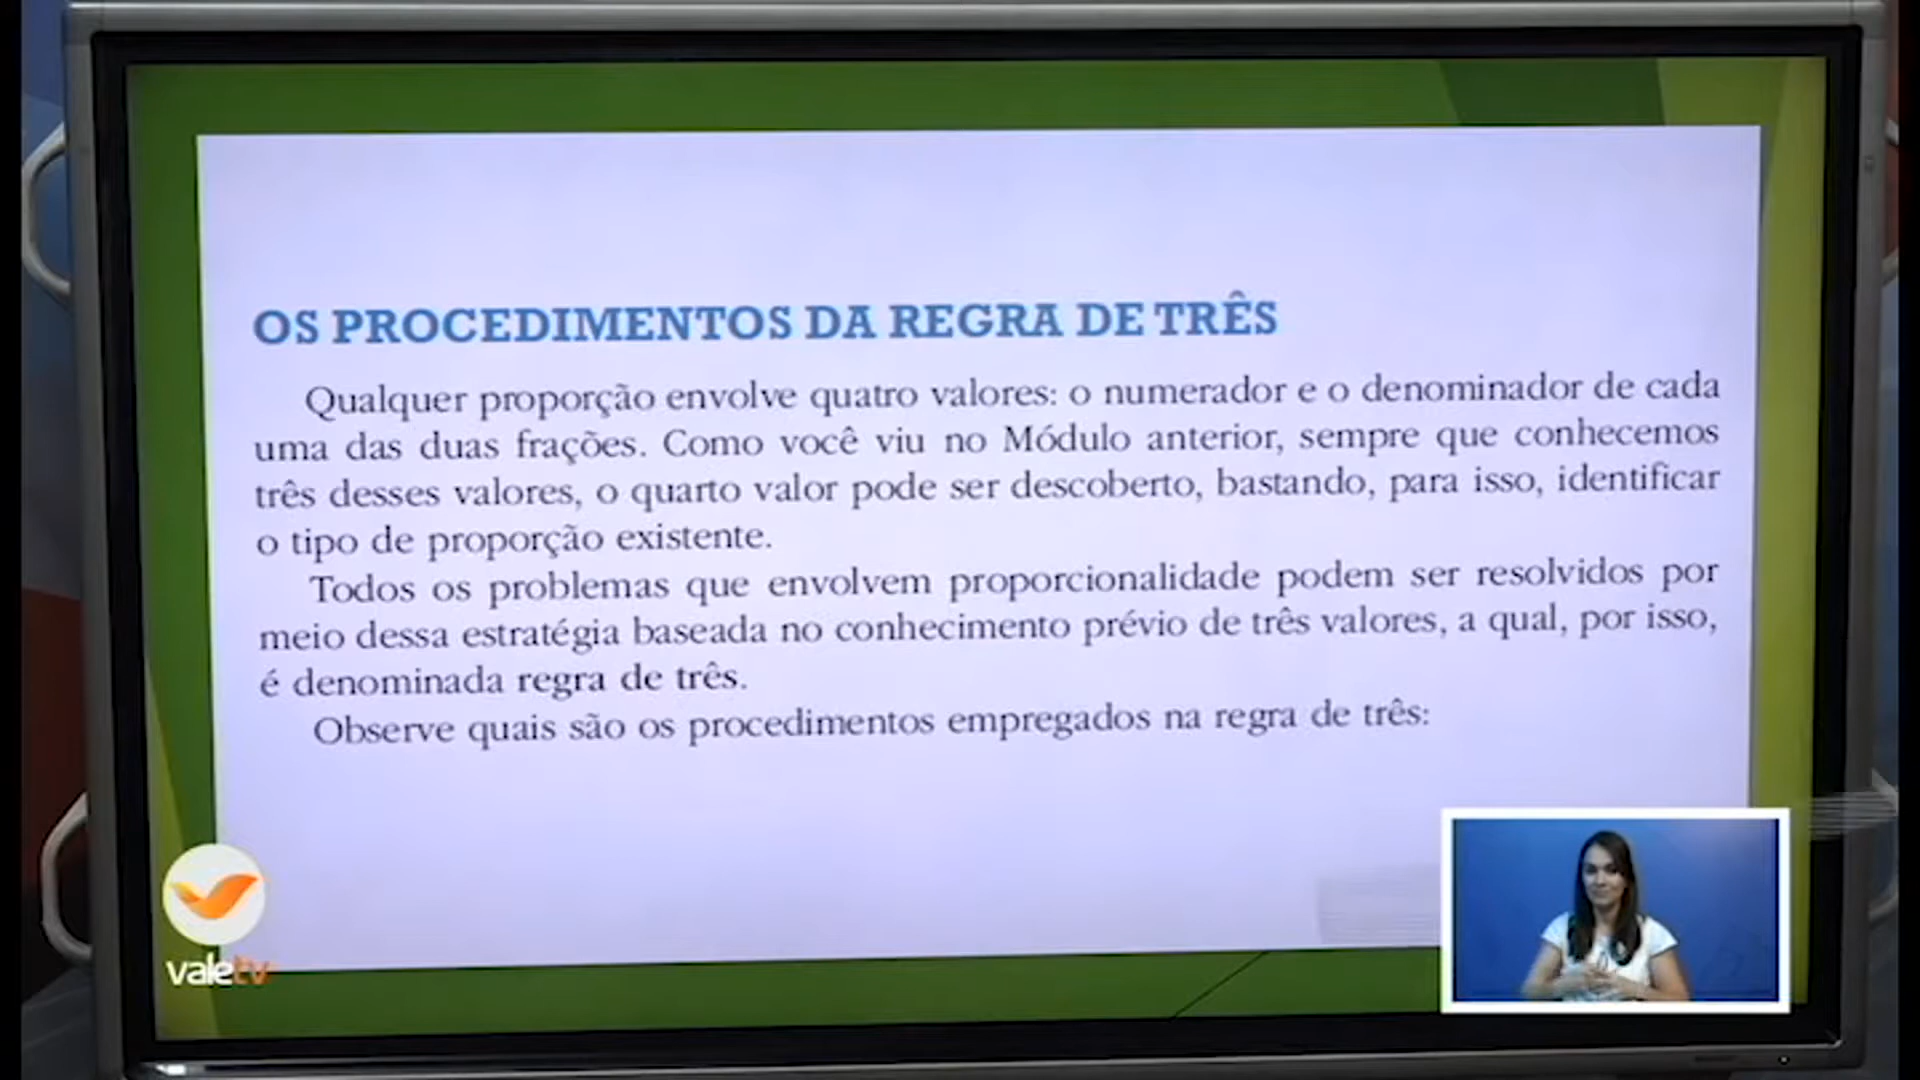 OS PROCEDIMENTOS DA REGRA DE TRÊS
Qualquer proporção envolve quatro valores: o numerador e o denominador de cada
uma das duas frações. Como você viu no Módulo anterior, sempre que conhecemos
três desses valores, o quarto valor pode ser descoberto, bastando, para isso, identificar
o tipo de proporção existente.
Todos os problemas que envolvem proporcionalidade podem ser resolvidos por
meio dessa estratégia baseada no conhecimento prévio de três valores, a qual, por isso,
é denominada regra de três.
Observe quais são os procedimentos empregados na regra de três:
valetv